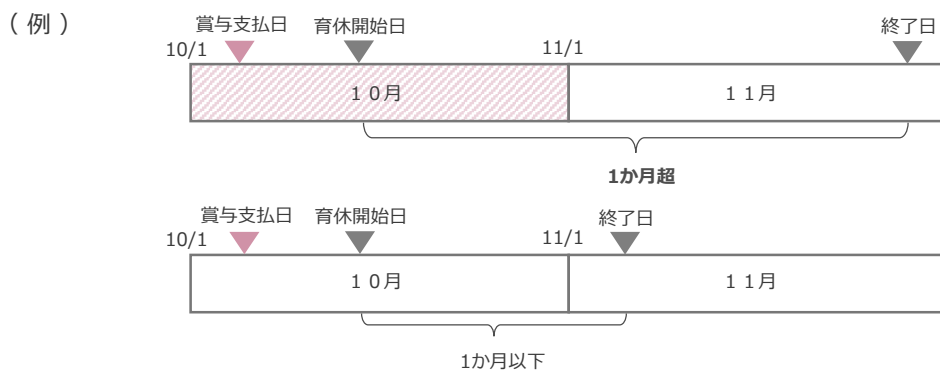 （例）
賞与支払日 育休開始日 終了日
10/1 11/1
１０月 １１月
1か月超
賞与支払日 育休開始日 終了日
10/1 11/1
１０月 １１月
1か月以下